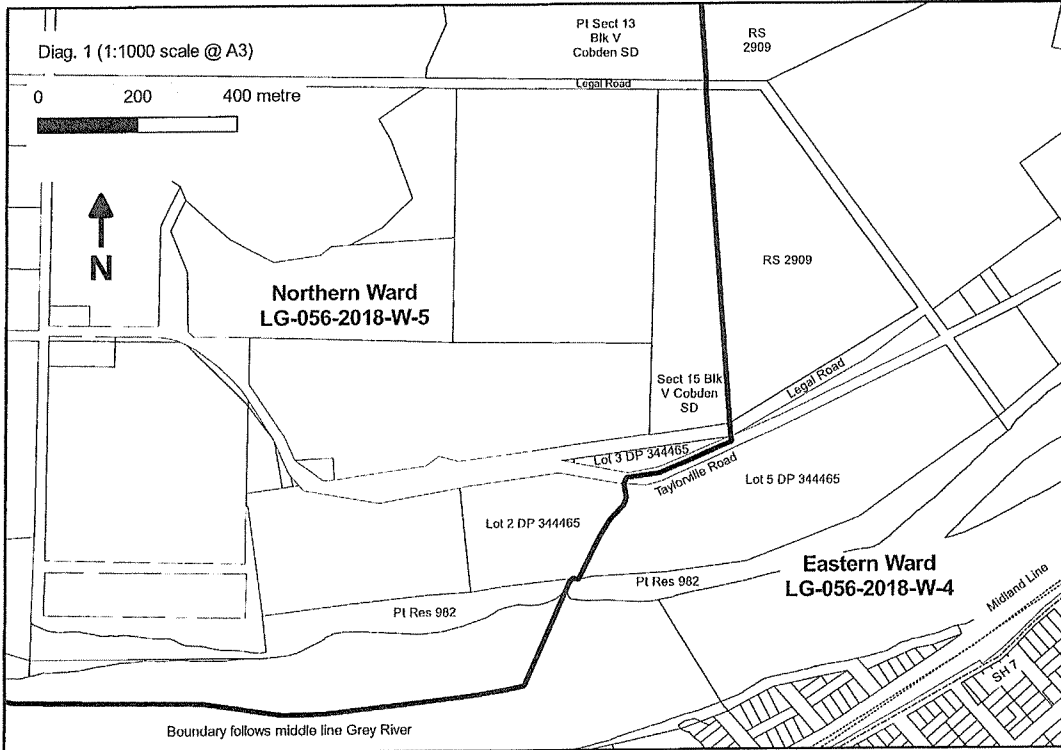 Pt Sect 13
Blk V
Cobden SD
RS
2909
Diag. 1 (1:1000 scale @ A3)
0 200 400 metre
Legal Road
N
Northern Ward
LG-056-2018-W-5
RS 2909
Sect 15 Blk
V Cobden
SD
Legal Road
Lot 3 DP 344465
Taylorville Road
Lot 5 DP 344465
Lot 2 DP 344465
Eastern Ward
LG-056-2018-W-4
Pt Res 982
Pt Res 982
Midland Line
SH 7
Boundary follows middle line Grey River